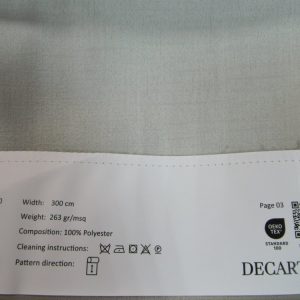 Width: 300 cm
Weight: 263 gr/msq
Composition: 100% Polyester
Cleaning instructions:
Pattern direction:
Page 03
OEKO
TEX
STANDARD
100
DECART